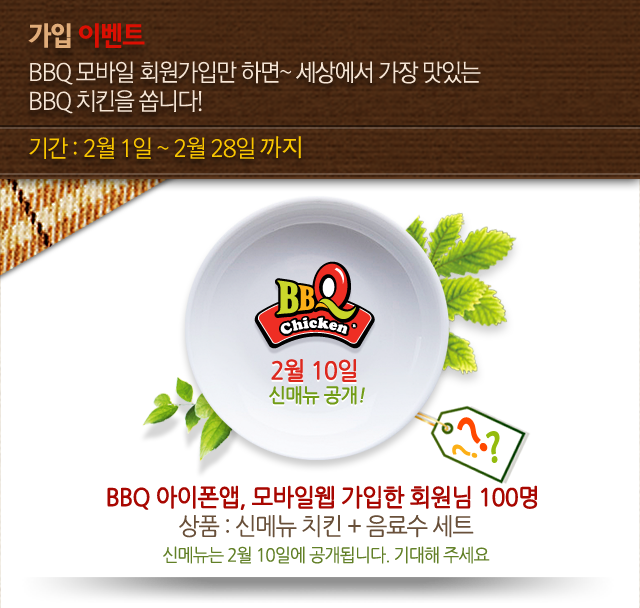 가입 이벤트
BBQ 모바일 회원가입만 하면~ 세상에서 가장 맛있는
BBQ 치킨을 쏩니다!
기간 : 2월 1일 ~ 2월 28일 까지
BBQ
Chicken
2월 10일
신매뉴 공개!
???
BBQ 아이폰앱, 모바일웹 가입한 회원님 100명
상품 : 신메뉴 치킨 + 음료수 세트
신메뉴는 2월 10일에 공개됩니다. 기대해 주세요